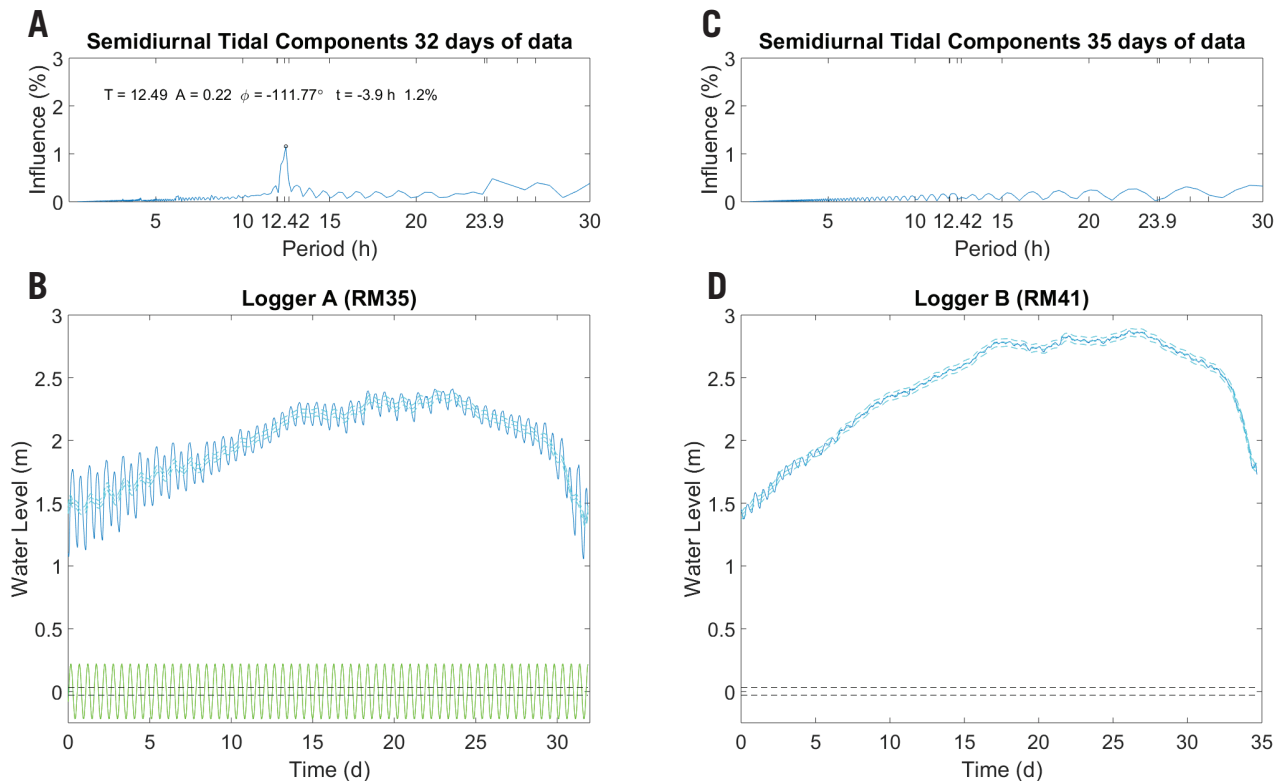 A
Semidiurnal Tidal Components 32 days of data
Influence (%)
3
2
1
0
T = 12.49 A = 0.22 ϕ = -111.77° t = -3.9 h 1.2%
5 10 12.42 15 20 23.9 30
Period (h)
C
Semidiurnal Tidal Components 35 days of data
Influence (%)
3
2
1
0
5 10 12.42 15 20 23.9 30
Period (h)
B
Logger A (RM35)
Water Level (m)
3
2.5
2
1.5
1
0.5
0
0 5 10 15 20 25 30
Time (d)
D
Logger B (RM41)
Water Level (m)
3
2.5
2
1.5
1
0.5
0
0 5 10 15 20 25 30 35
Time (d)